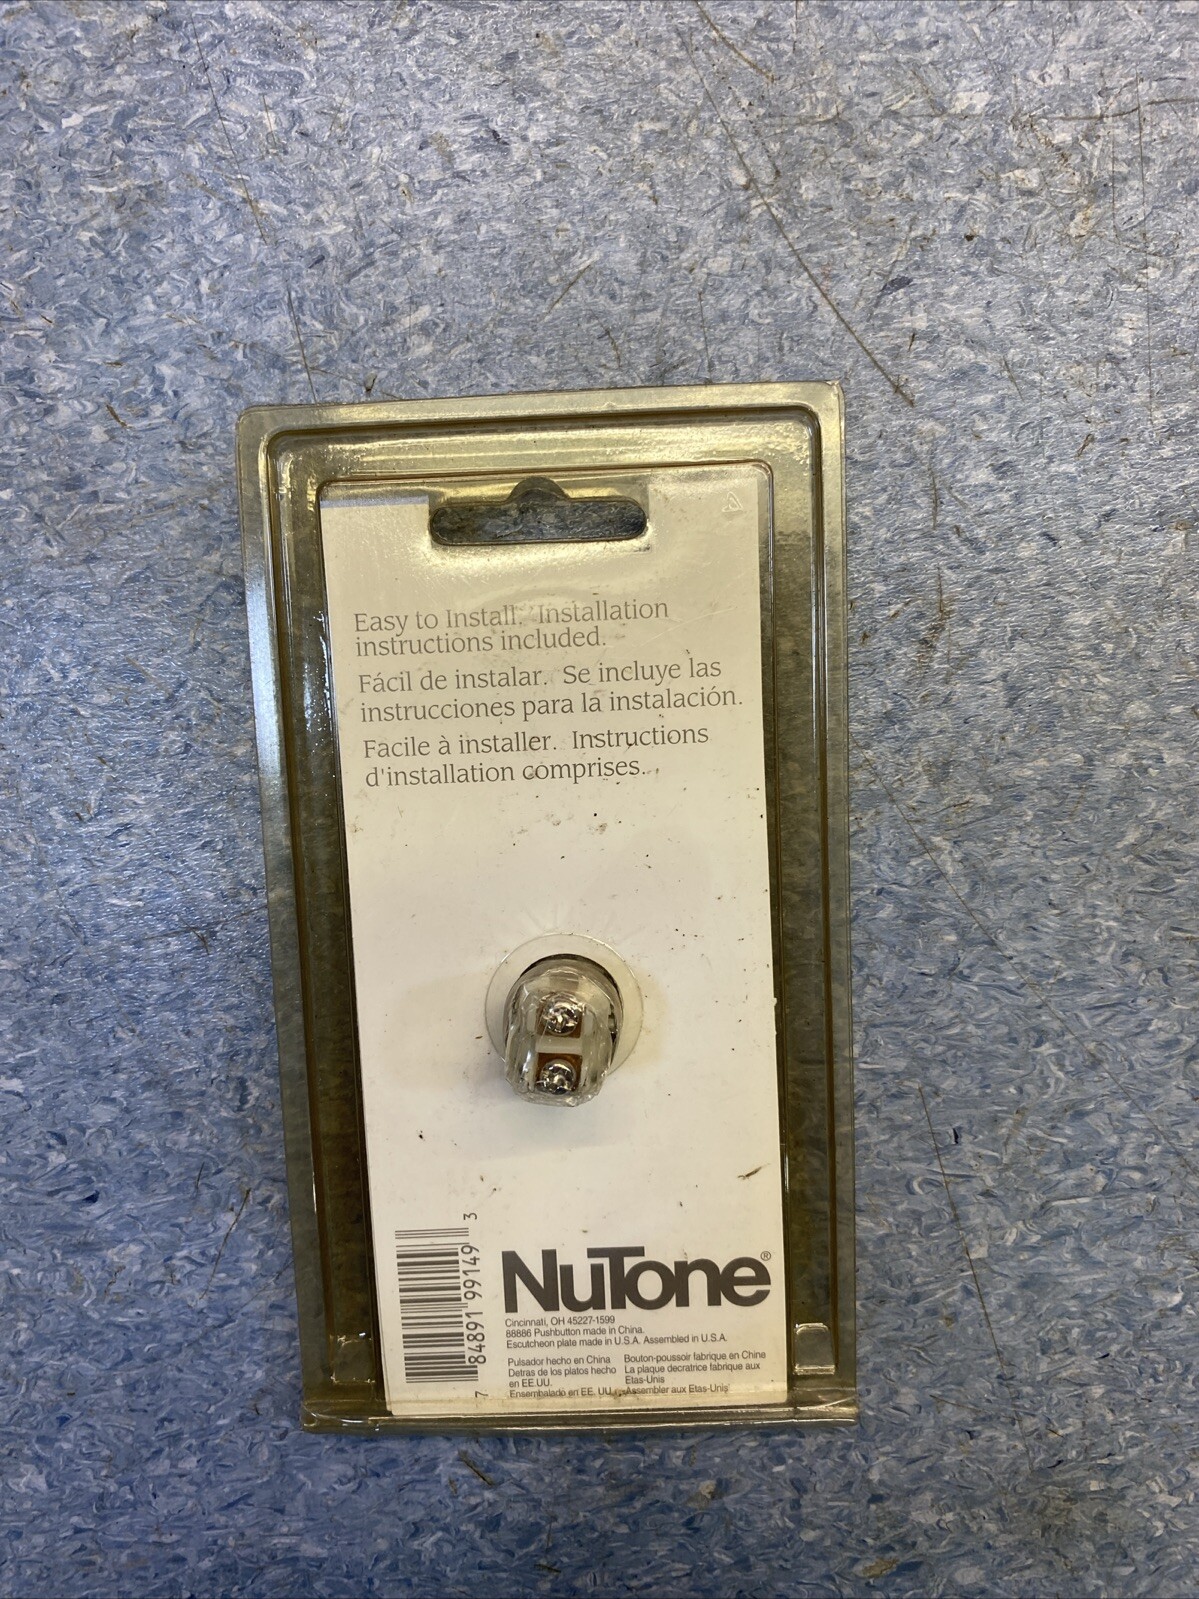 Easy to Install. Installation
instructions included.
Fácil de instalar. Se incluye las
instrucciones para la instalación.
Facile à installer. Instructions
d'installation comprises.
7 84891 99149 3
NuTone®
Cincinnati, OH 45227-1599
88886 Pushbutton made in China.
Escutcheon plate made in U.S.A. Assembled in U.S.A.
Pulsador hecho en China
Detras de los platos hecho
en EE.UU.
Ensembalado en EE. UU.
Bouton-poussoir fabrique en Chine
La plaque decratrice fabrique aux
Etas-Unis
Assembler aux Etas-Unis